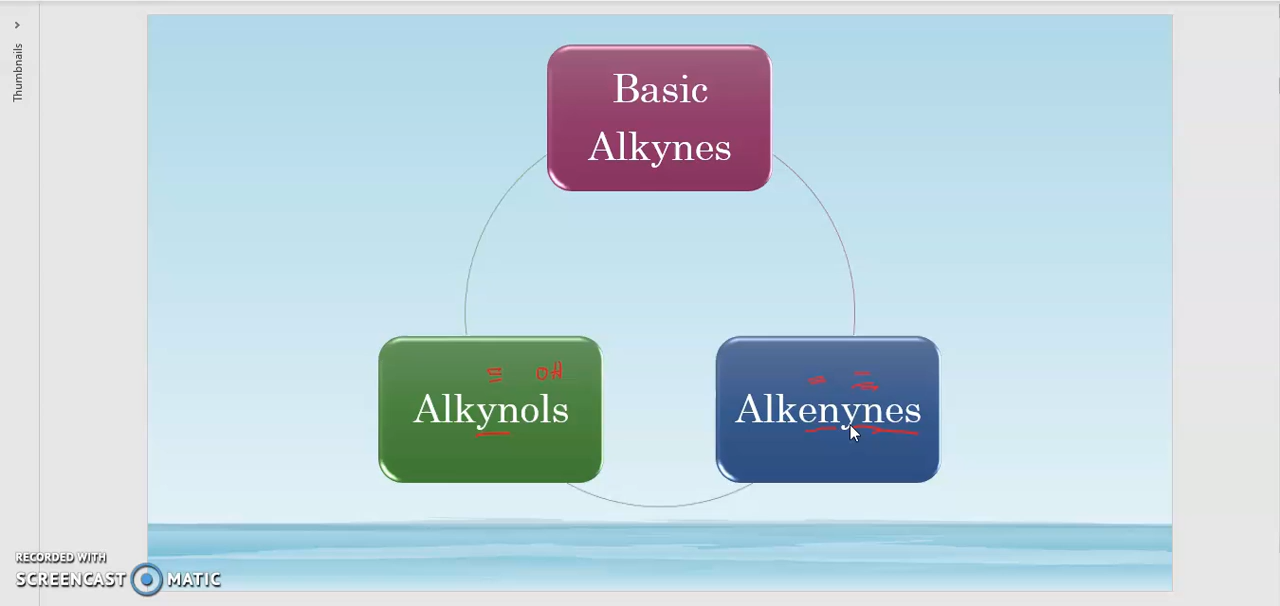 Thumbnails
Basic
Alkynes
≡ OH
Alkynols
= ≡
Alkenynes
RECORDED WITH
SCREENCAST MATIC